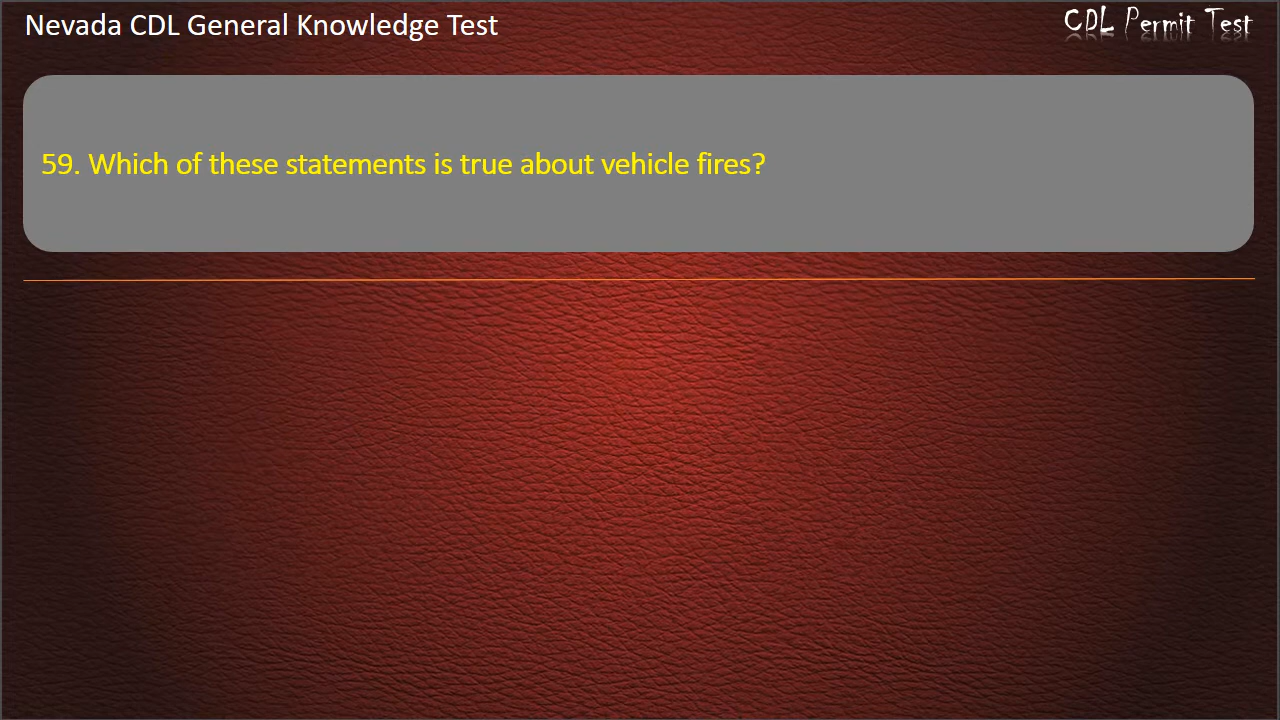 Nevada CDL General Knowledge Test
CDL Permit Test
59. Which of these statements is true about vehicle fires?